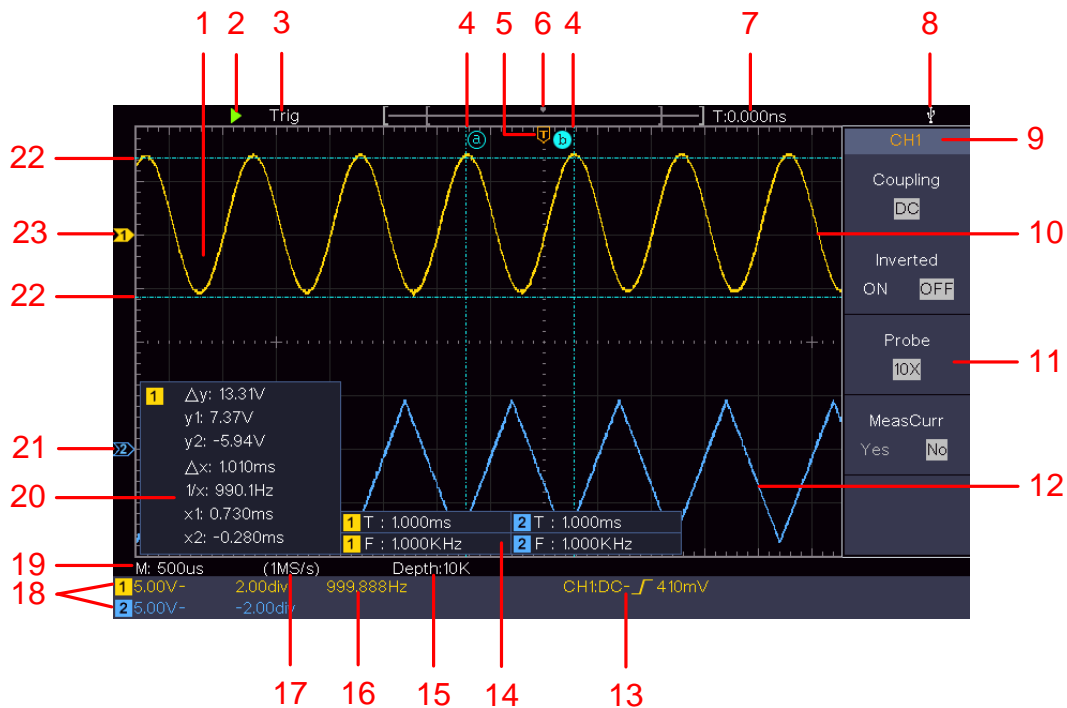 1 2 3 4 5 6 4 7 8
Trig T:0.000ns
a T b
CH1 9
22
Coupling
DC
23 1 10
Inverted
ON OFF
22
Probe
10X 11
1 △y: 13.31V
y1: 7.37V
y2: -5.94V
△x: 1.010ms
1/x: 990.1Hz
x1: 0.730ms
x2: -0.280ms
MeasCurr
Yes No
21 2
20 12
1 T : 1.000ms 2 T : 1.000ms
1 F : 1.000KHz 2 F : 1.000KHz
19 M: 500us (1MS/s) Depth:10K
18 1 5.00V- 2.00div 999.888Hz CH1:DC- 410mV
2 5.00V- -2.00div
17 16 15 14 13